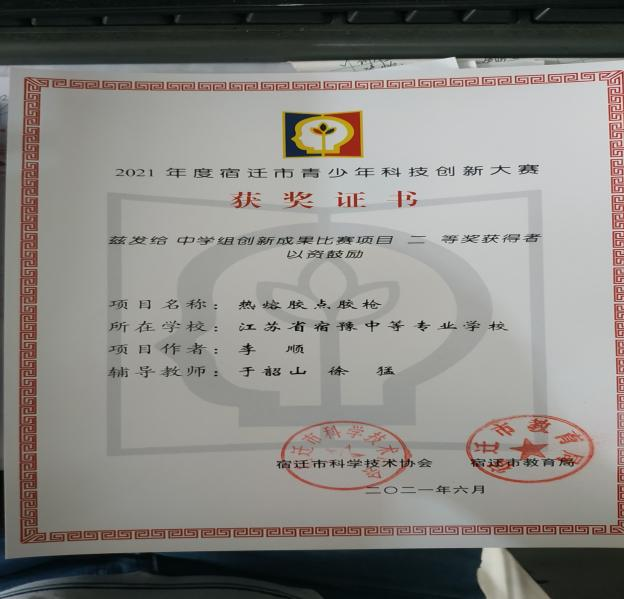 2021 年度宿迁市青少年科技创新大赛
获奖证书
兹发给 中学组创新成果比赛项目 二 等奖获得者
以资鼓励
项目名称：热熔胶点胶枪
所在学校：江苏省宿豫中等专业学校
项目作者：李 顺
辅导教师：于韶山 徐 猛
宿迁市科学技术协会 宿迁市教育局
二〇二一年六月